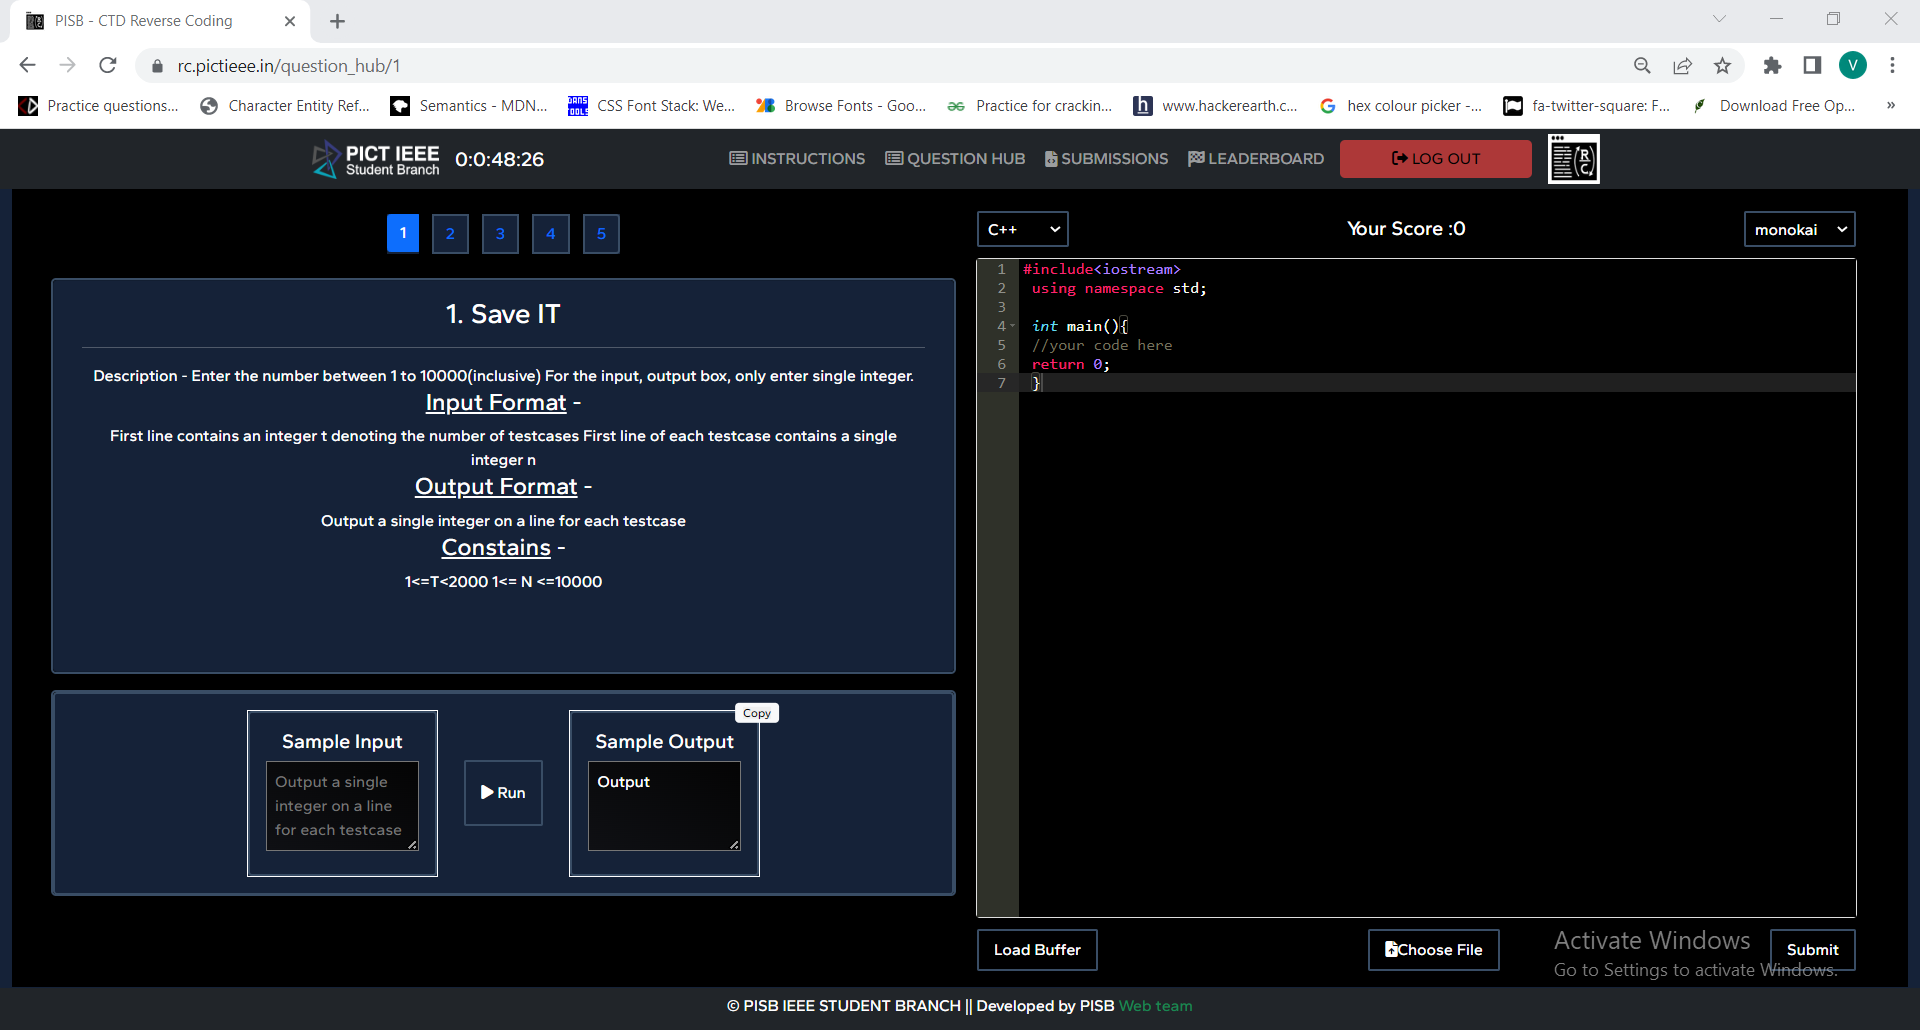 PISB - CTD Reverse Coding
rc.pictieee.in/question_hub/1
V
Practice questions...
Character Entity Ref...
Semantics - MDN...
CSS Font Stack: We...
Browse Fonts - Goo...
Practice for crackin...
www.hackerearth.c...
hex colour picker -...
fa-twitter-square: F...
Download Free Op...
»
PICT IEEE
Student Branch
0:0:48:26
INSTRUCTIONS
QUESTION HUB
SUBMISSIONS
LEADERBOARD
LOG OUT
1
2
3
4
5
1. Save IT
Description - Enter the number between 1 to 10000(inclusive) For the input, output box, only enter single integer.
Input Format -
First line contains an integer t denoting the number of testcases First line of each testcase contains a single
integer n
Output Format -
Output a single integer on a line for each testcase
Constains -
1<=T<2000 1<= N <=10000
Sample Input
Output a single
integer on a line
for each testcase
Run
Sample Output
Copy
Output
C++
Your Score :0
monokai
1 #include<iostream>
2 using namespace std;
3
4 int main(){
5 //your code here
6 return 0;
7 }
Load Buffer
Choose File
Submit
Activate Windows
Go to Settings to activate Windows.
© PISB IEEE STUDENT BRANCH || Developed by PISB Web team